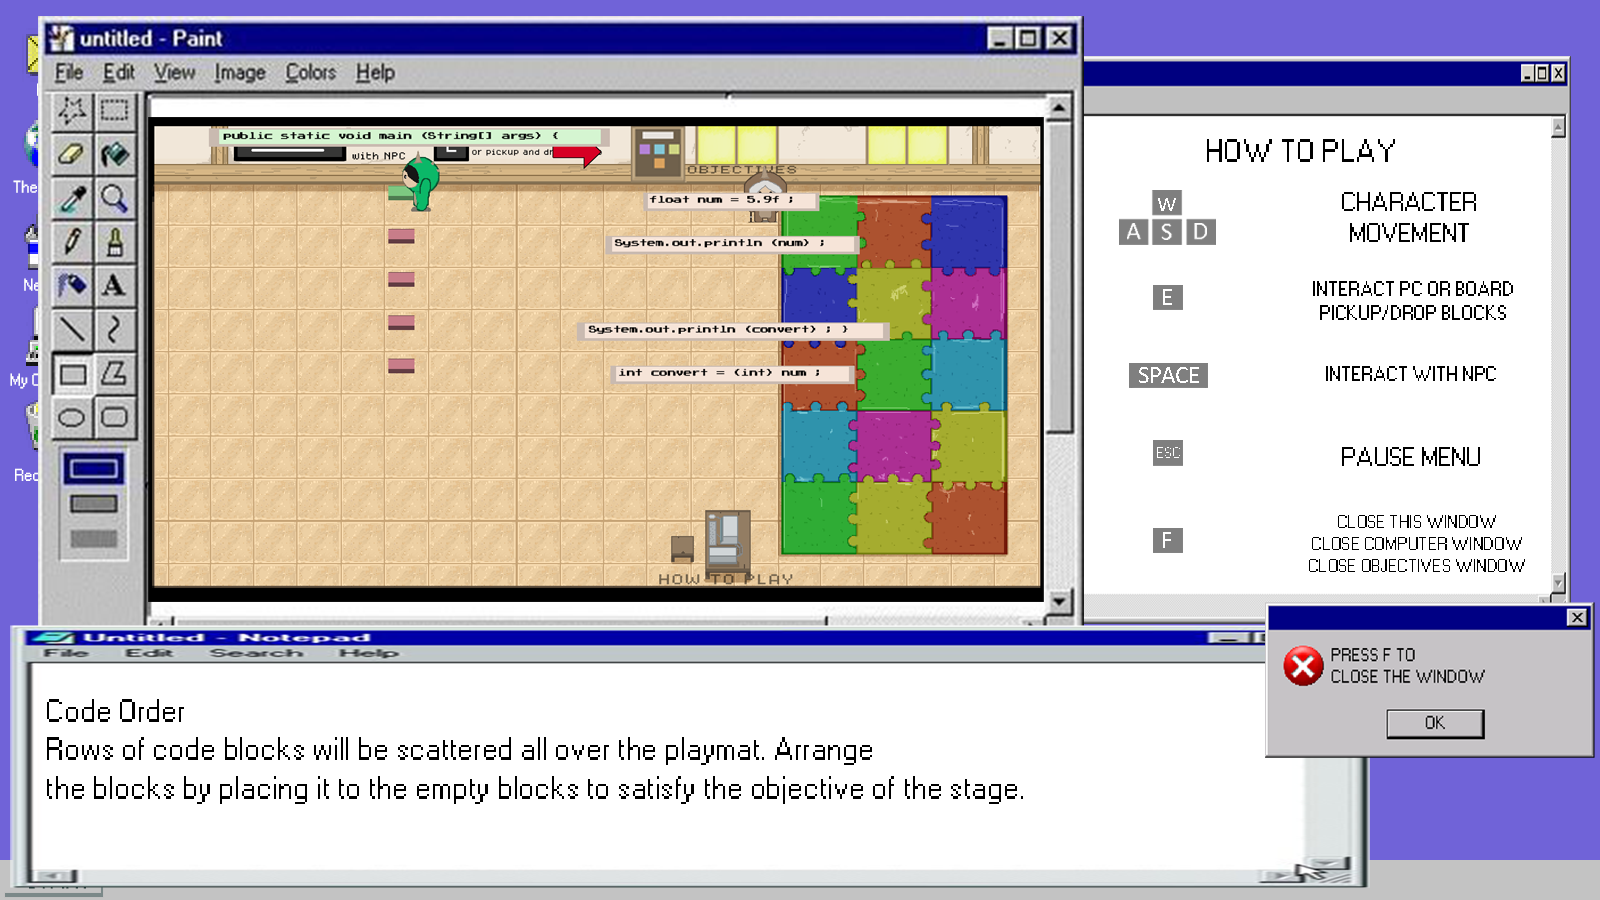 untitled - Paint
File Edit View Image Colors Help
public static void main (String[] args) {
with NPC
or pickup and
OBJECTIVES
float num = 5.9f ;
System.out.println (num) ;
System.out.println (convert) ; }
int convert = (int) num ;
HOW TO PLAY
A
The
Ne
My
Rec
HOW TO PLAY
W
A S D
CHARACTER
MOVEMENT
E
INTERACT PC OR BOARD
PICKUP/DROP BLOCKS
SPACE
INTERACT WITH NPC
ESC
PAUSE MENU
F
CLOSE THIS WINDOW
CLOSE COMPUTER WINDOW
CLOSE OBJECTIVES WINDOW
PRESS F TO
CLOSE THE WINDOW
OK
Untitled - Notepad
File Edit Search Help
Code Order
Rows of code blocks will be scattered all over the playmat. Arrange
the blocks by placing it to the empty blocks to satisfy the objective of the stage.